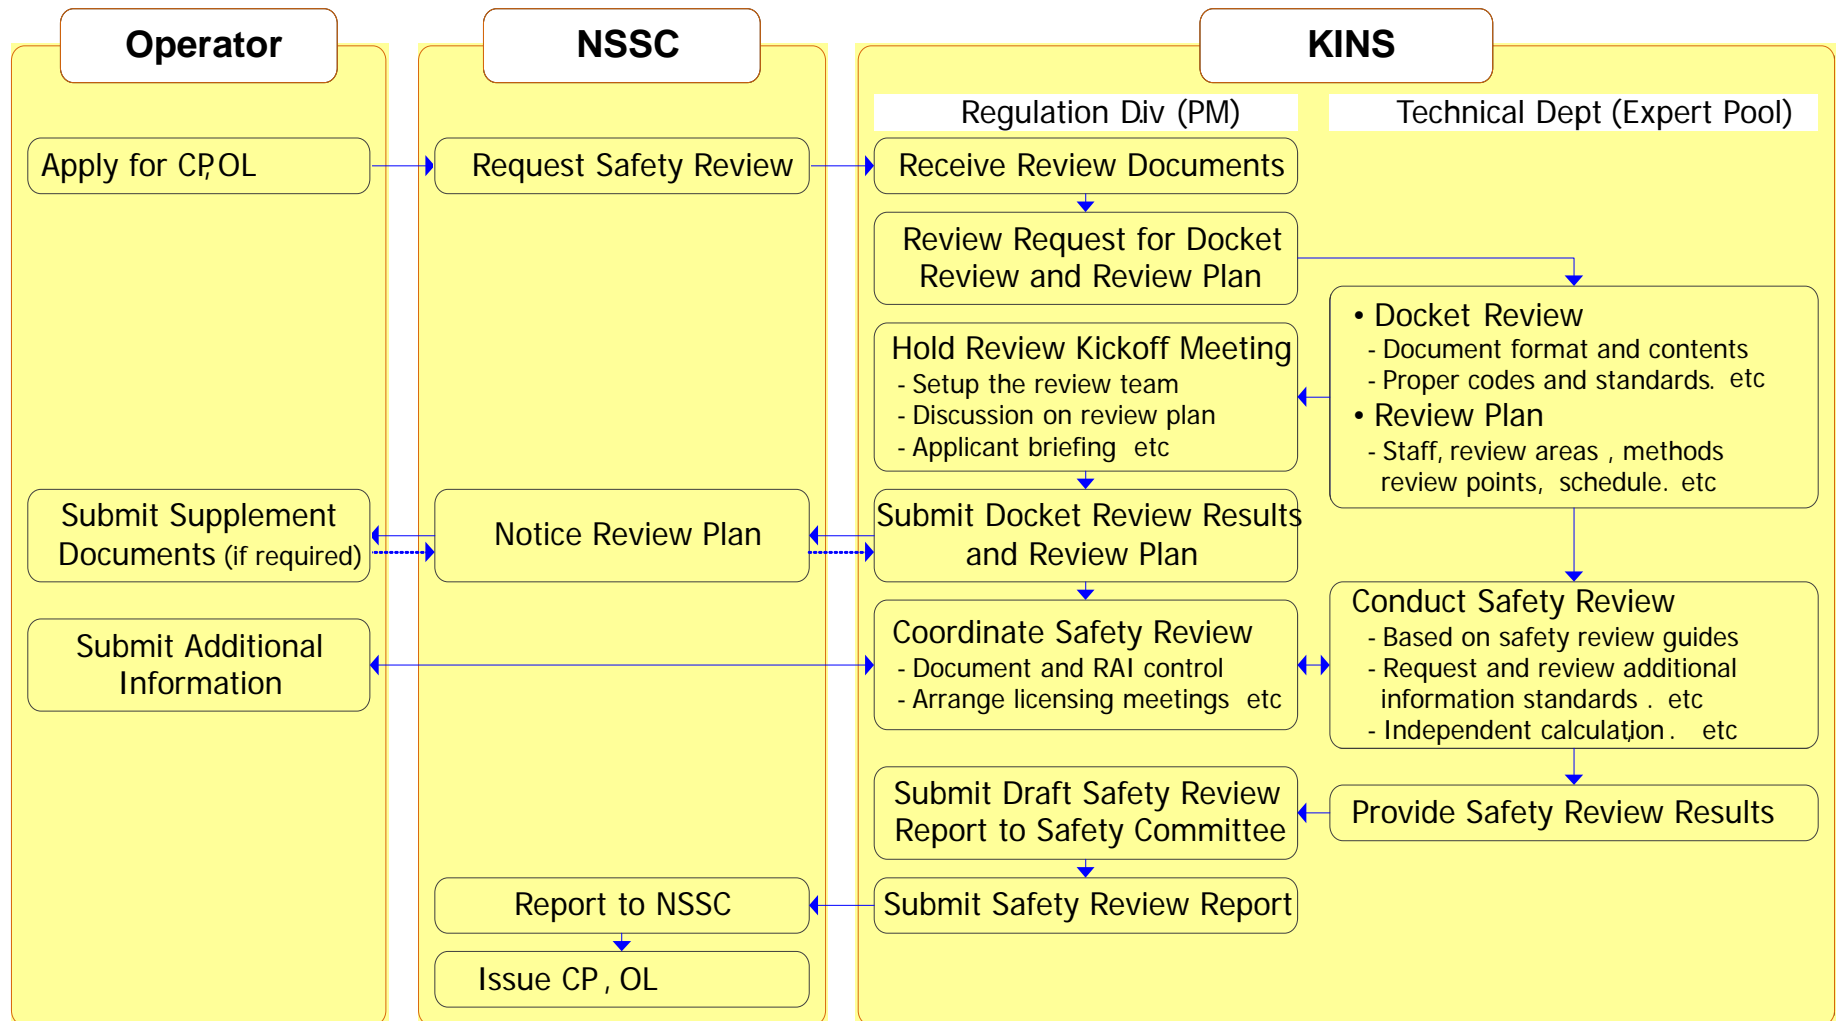 Operator
NSSC
KINS
Regulation Div (PM)
Technical Dept (Expert Pool)
Apply for CP, OL
Request Safety Review
Receive Review Documents
Review Request for Docket
Review and Review Plan
• Docket Review
- Document format and contents
- Proper codes and standards. etc
• Review Plan
- Staff, review areas , methods
review points, schedule. etc
Hold Review Kickoff Meeting
- Setup the review team
- Discussion on review plan
- Applicant briefing etc
Submit Supplement
Documents (if required)
Notice Review Plan
Submit Docket Review Results
and Review Plan
Submit Additional
Information
Coordinate Safety Review
- Document and RAI control
- Arrange licensing meetings etc
Conduct Safety Review
- Based on safety review guides
- Request and review additional
information standards . etc
- Independent calculation, . etc
Submit Draft Safety Review
Report to Safety Committee
Provide Safety Review Results
Report to NSSC
Submit Safety Review Report
Issue CP , OL